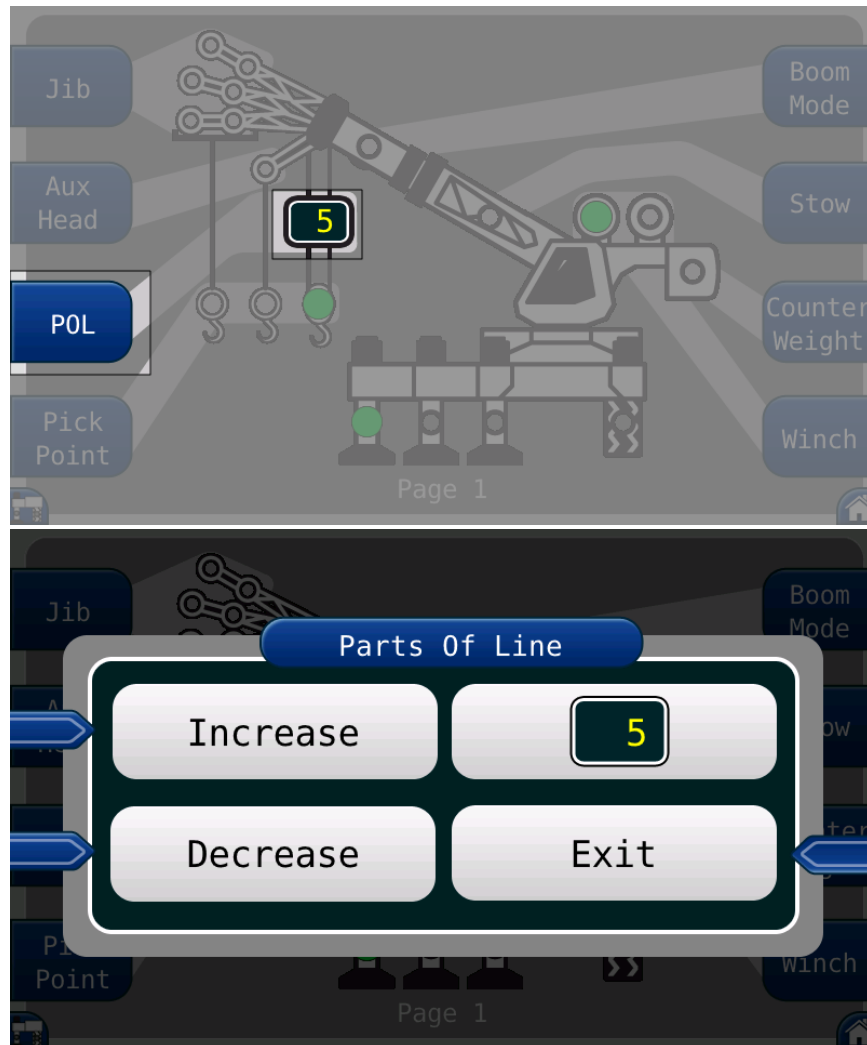 Jib
Boom
Mode
Aux
Head
Stow
5
POL
Counter
Weight
Pick
Point
Winch
Page 1
Jib
Boom
Mode
Parts Of Line
Increase
5
Decrease
Exit
Point
Winch
Page 1